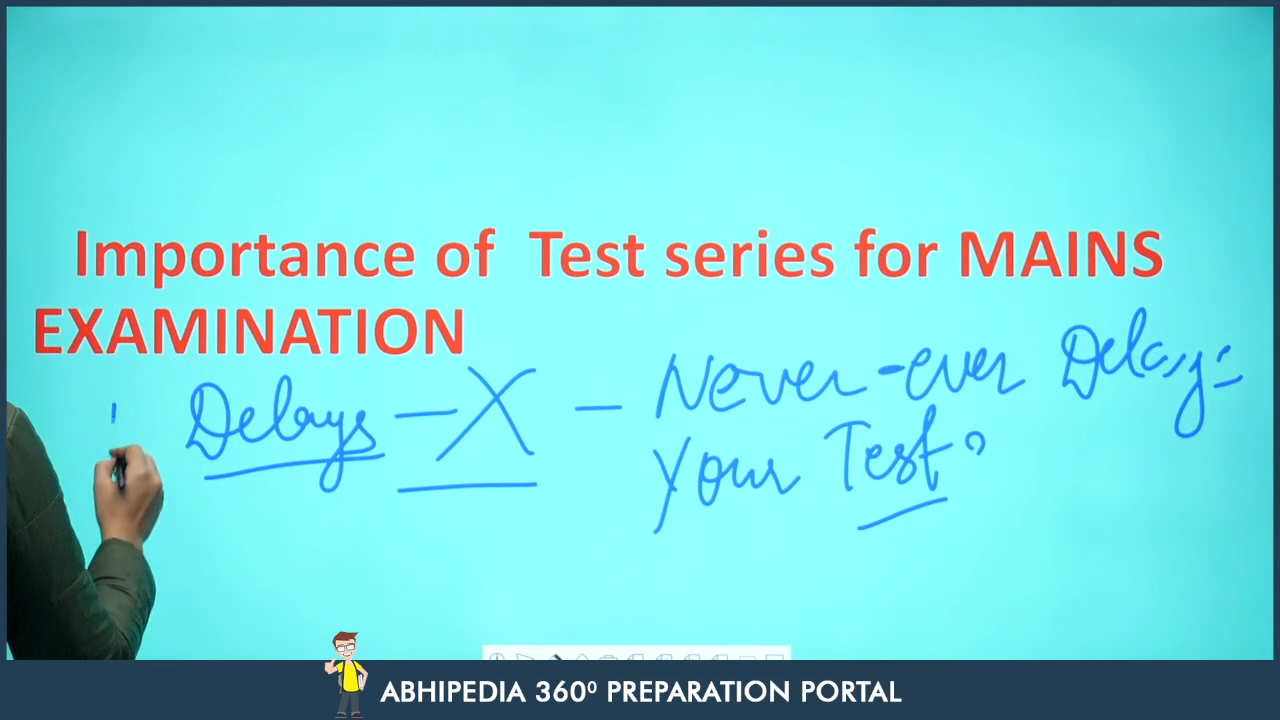 Importance of Test series for MAINS
EXAMINATION
Delays — X — Never-ever Delay
Your Test
ABHIPEDIA 360⁰ PREPARATION PORTAL